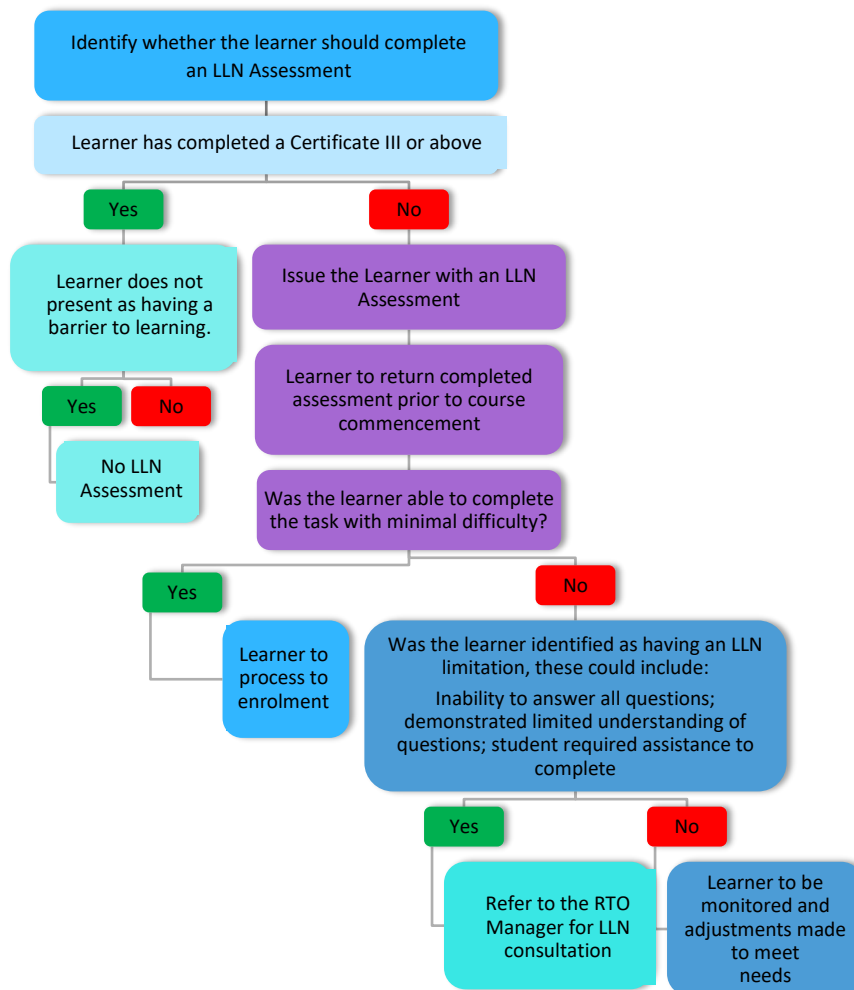 Identify whether the learner should complete
an LLN Assessment
Learner has completed a Certificate III or above
Yes
No
Learner does not
present as having a
barrier to learning.
Issue the Learner with an LLN
Assessment
Learner to return completed
assessment prior to course
commencement
Yes
No
No LLN
Assessment
Was the learner able to complete
the task with minimal difficulty?
Yes
No
Learner to
process to
enrolment
Was the learner identified as having an LLN
limitation, these could include:
Inability to answer all questions;
demonstrated limited understanding of
questions; student required assistance to
complete
Yes
No
Refer to the RTO
Manager for LLN
consultation
Learner to be
monitored and
adjustments made
to meet
needs